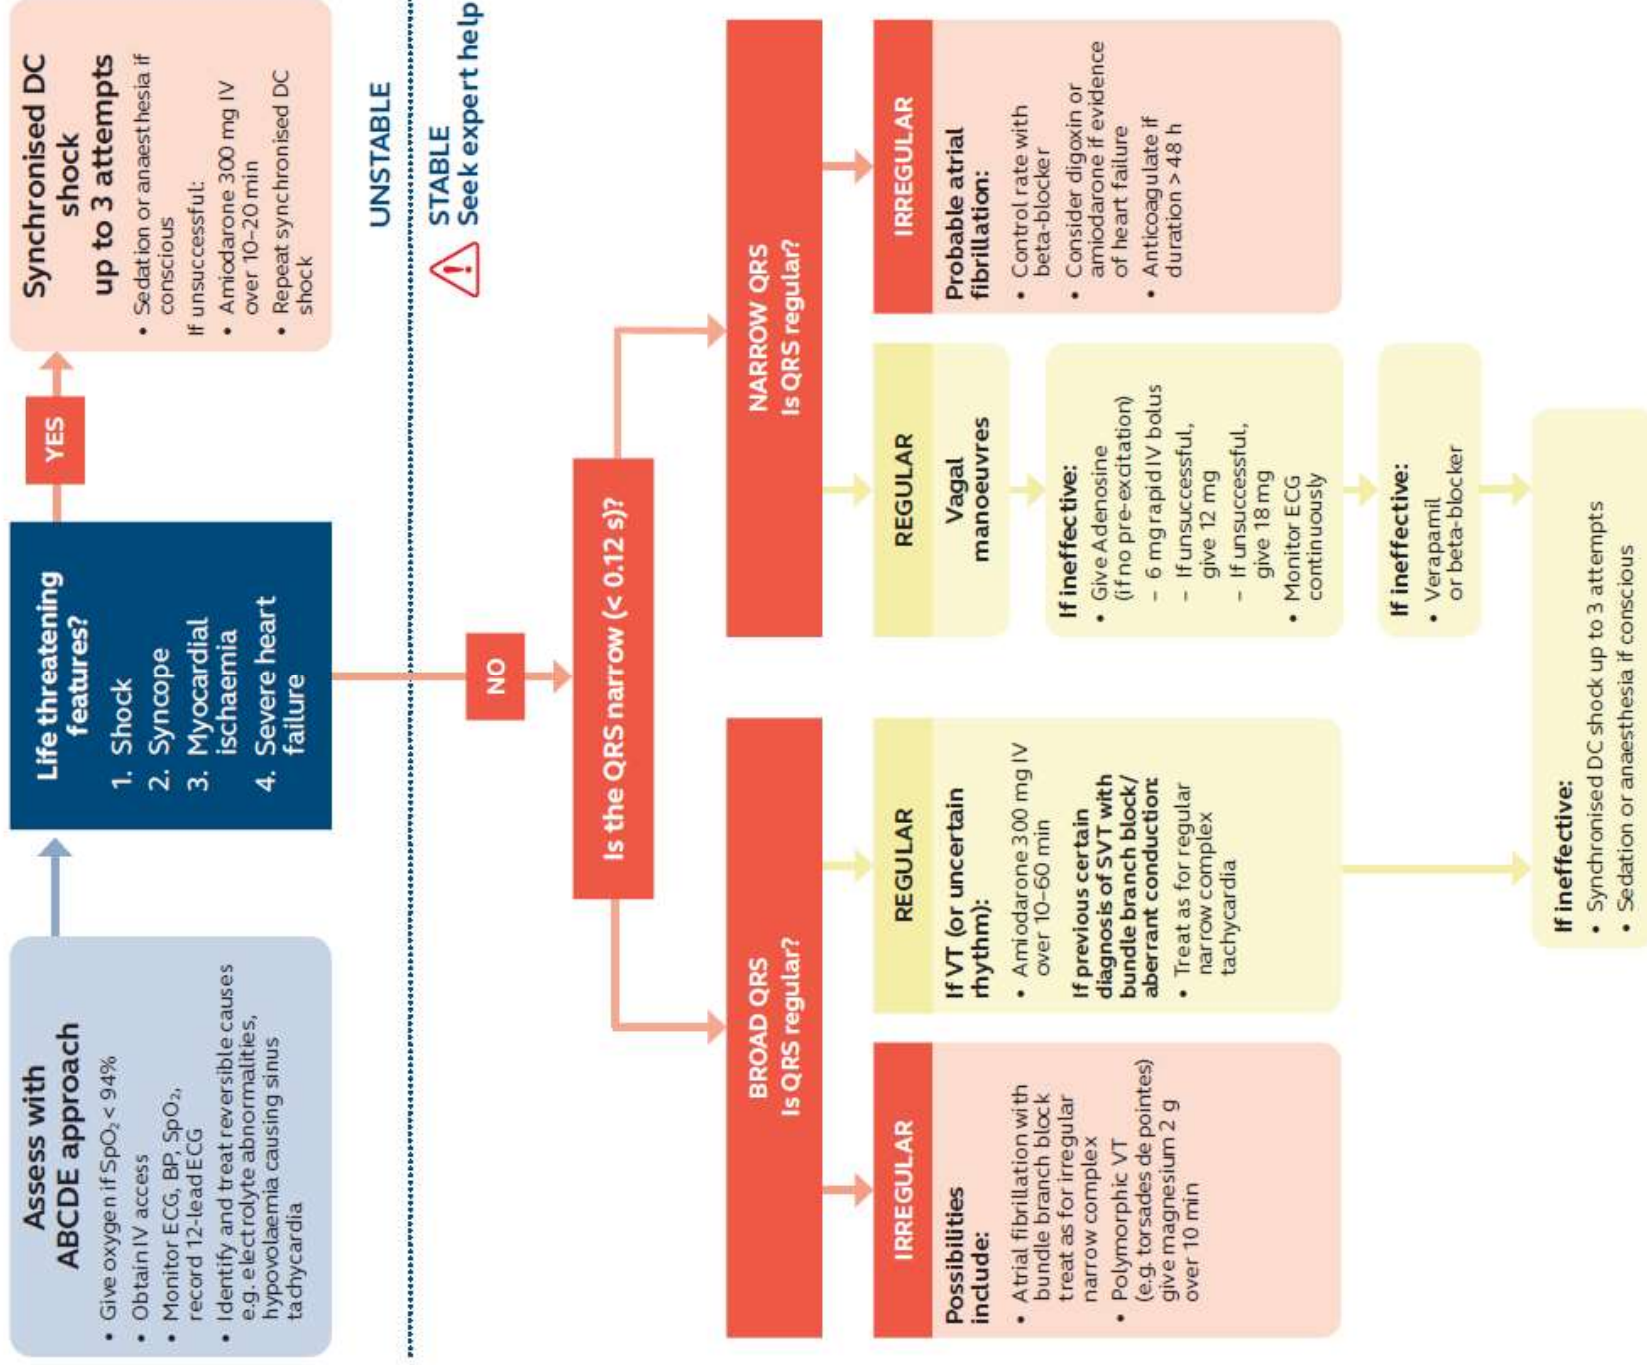 Assess with
ABCDE approach
• Give oxygen if SpO₂ < 94%
• Obtain IV access
• Monitor ECG, BP, SpO₂,
record 12-lead ECG
• Identify and treat reversible causes
e.g. electrolyte abnormalities,
hypovolaemia causing sinus
tachycardia
Life threatening
features?
1. Shock
2. Syncope
3. Myocardial
ischaemia
4. Severe heart
failure
YES
Synchronised DC
shock
up to 3 attempts
• Sedation or anaesthesia if
conscious
If unsuccessful:
• Amiodarone 300 mg IV
over 10–20 min
• Repeat synchronised DC
shock
UNSTABLE
STABLE
Seek expert help
NO
Is the QRS narrow (< 0.12 s)?
BROAD QRS
Is QRS regular?
NARROW QRS
Is QRS regular?
IRREGULAR
Possibilities
include:
• Atrial fibrillation with
bundle branch block
treat as for irregular
narrow complex
• Polymorphic VT
(e.g. torsades de pointes)
give magnesium 2 g
over 10 min
REGULAR
If VT (or uncertain
rhythm):
• Amiodarone 300 mg IV
over 10–60 min
If previous certain
diagnosis of SVT with
bundle branch block/
aberrant conduction:
• Treat as for regular
narrow complex
tachycardia
REGULAR
Vagal
manoeuvres
If ineffective:
• Give Adenosine
(if no pre-excitation)
– 6 mg rapid IV bolus
– If unsuccessful,
give 12 mg
– If unsuccessful,
give 18 mg
• Monitor ECG
continuously
If ineffective:
• Verapamil
or beta-blocker
IRREGULAR
Probable atrial
fibrillation:
• Control rate with
beta-blocker
• Consider digoxin or
amiodarone if evidence
of heart failure
• Anticoagulate if
duration > 48 h
If ineffective:
• Synchronised DC shock up to 3 attempts
• Sedation or anaesthesia if conscious